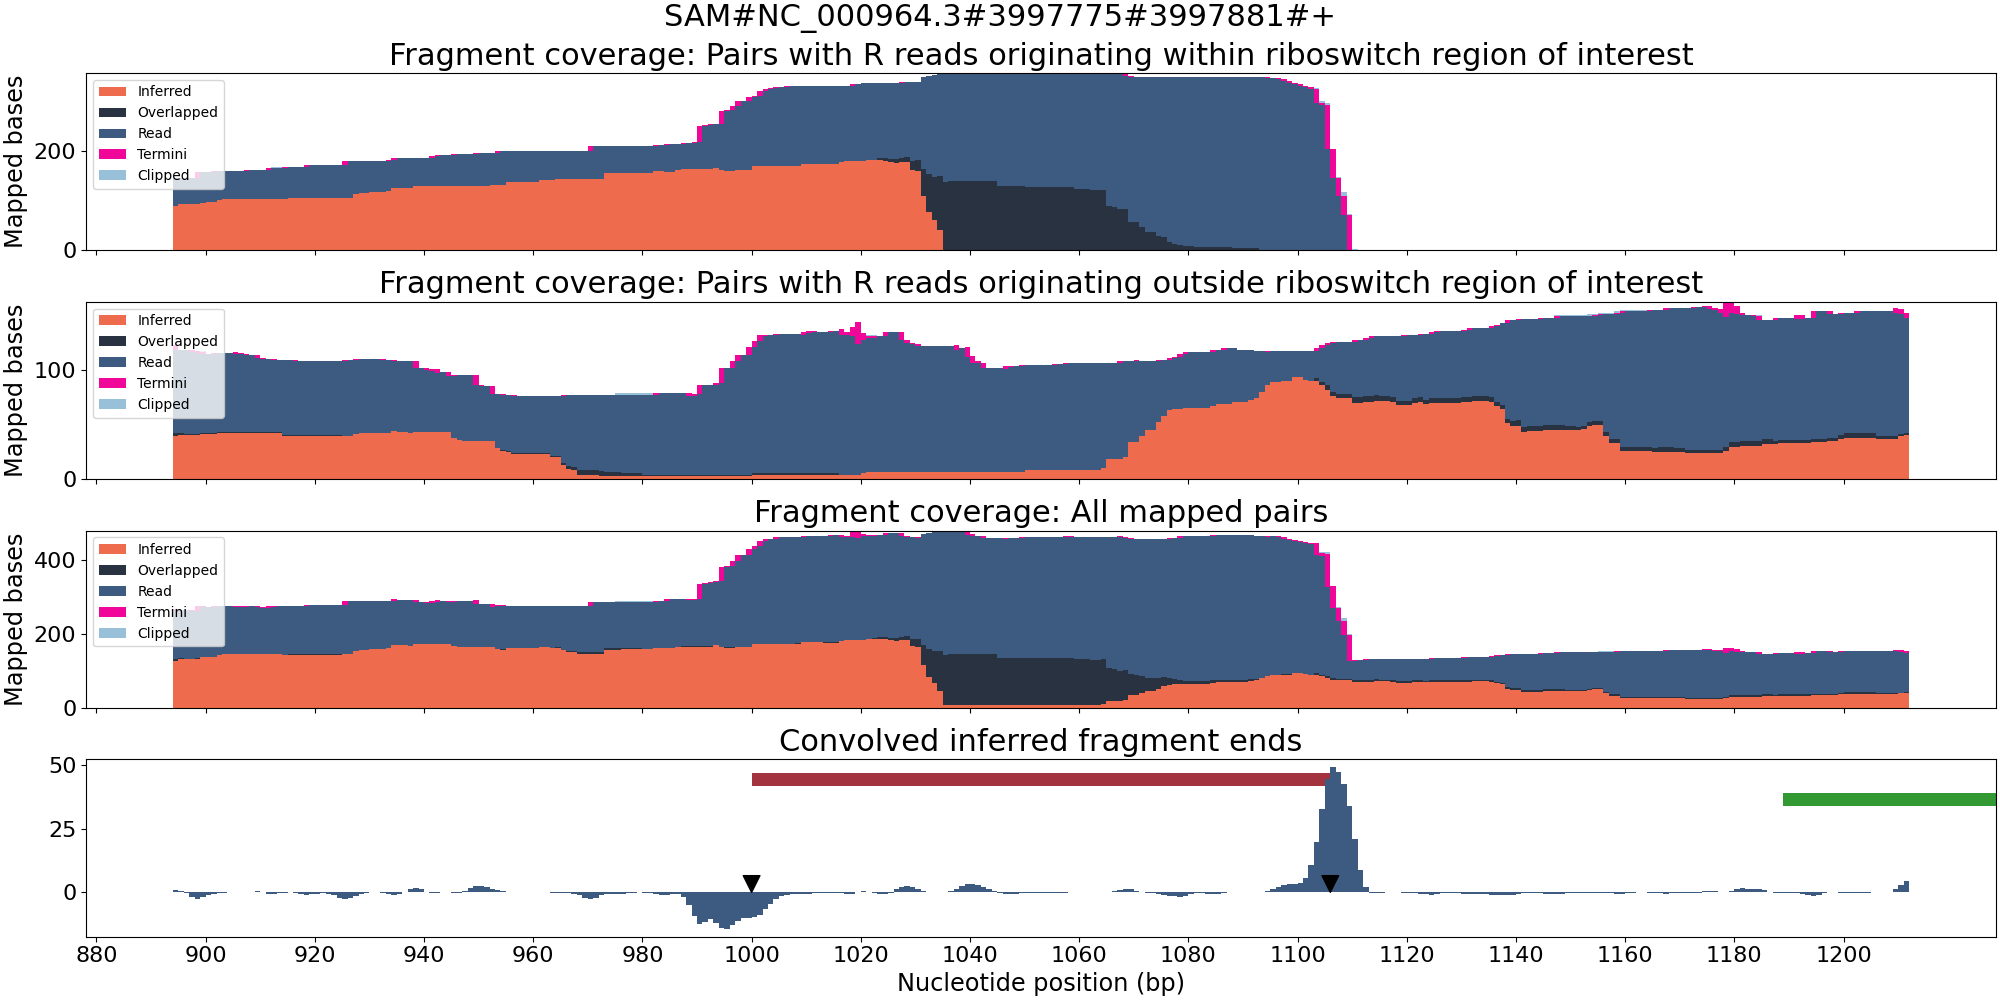 SAM#NC_000964.3#3997775#3997881#+
Fragment coverage: Pairs with R reads originating within riboswitch region of interest
Mapped bases
200
0
Inferred
Overlapped
Read
Termini
Clipped
Fragment coverage: Pairs with R reads originating outside riboswitch region of interest
Mapped bases
100
0
Inferred
Overlapped
Read
Termini
Clipped
Fragment coverage: All mapped pairs
Mapped bases
400
200
0
Inferred
Overlapped
Read
Termini
Clipped
Convolved inferred fragment ends
50
25
0
880 900 920 940 960 980 1000 1020 1040 1060 1080 1100 1120 1140 1160 1180 1200
Nucleotide position (bp)